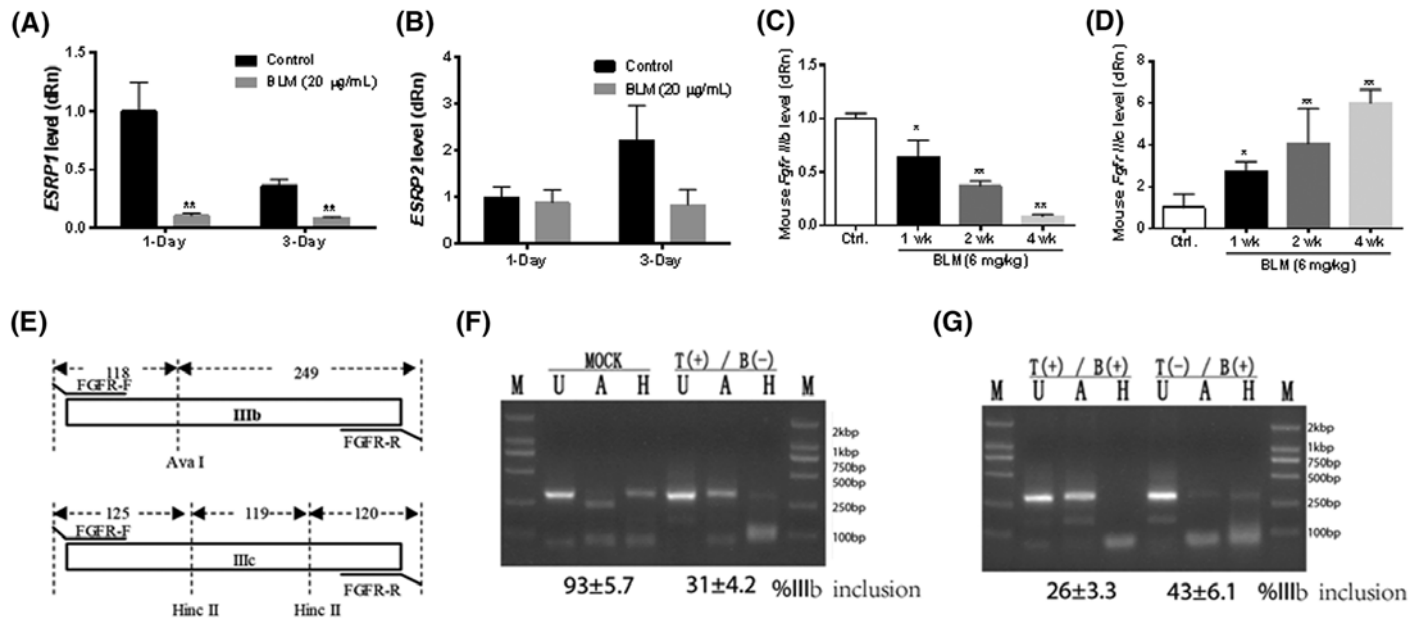 (A)
ESRP1 level (dRn)
1.5
1.0
0.5
0.0
Control
BLM (20 µg/mL)
**
**
1-Day
3-Day
(B)
ESRP2 level (dRn)
4
3
2
1
0
Control
BLM (20 µg/mL)
1-Day
3-Day
(C)
Mouse Fgfr IIIb level (dRn)
1.5
1.0
0.5
0.0
*
**
**
Ctrl.
1 wk
2 wk
4 wk
BLM (6 mg/kg)
(D)
Mouse Fgfr IIIc level (dRn)
8
6
4
2
0
*
**
**
Ctrl.
1 wk
2 wk
4 wk
BLM (6 mg/kg)
(E)
118
249
FGFR-F
IIIb
FGFR-R
Ava I
125
119
120
FGFR-F
IIIc
FGFR-R
Hinc II
Hinc II
(F)
MOCK
T(+) / B(-)
M U A H U A H M
2kbp
1kbp
750bp
500bp
250bp
100bp
93±5.7 31±4.2 %IIIb inclusion
(G)
T(+) / B(+)
T(-) / B(+)
M U A H U A H M
2kbp
1kbp
750bp
500bp
250bp
100bp
26±3.3 43±6.1 %IIIb inclusion